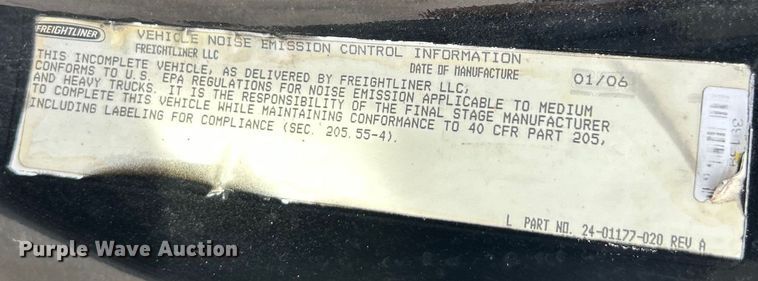 FREIGHTLINER
VEHICLE NOISE EMISSION CONTROL INFORMATION
FREIGHTLINER LLC
DATE OF MANUFACTURE 01/06
THIS INCOMPLETE VEHICLE, AS DELIVERED BY FREIGHTLINER LLC,
CONFORMS TO U.S. EPA REGULATIONS FOR NOISE EMISSION APPLICABLE TO MEDIUM
AND HEAVY TRUCKS. IT IS THE RESPONSIBILITY OF THE FINAL STAGE MANUFACTURER
TO COMPLETE THIS VEHICLE WHILE MAINTAINING CONFORMANCE TO 40 CFR PART 205,
INCLUDING LABELING FOR COMPLIANCE (SEC. 205.55-4).
L PART NO. 24-01177-020 REV A
Purple Wave Auction